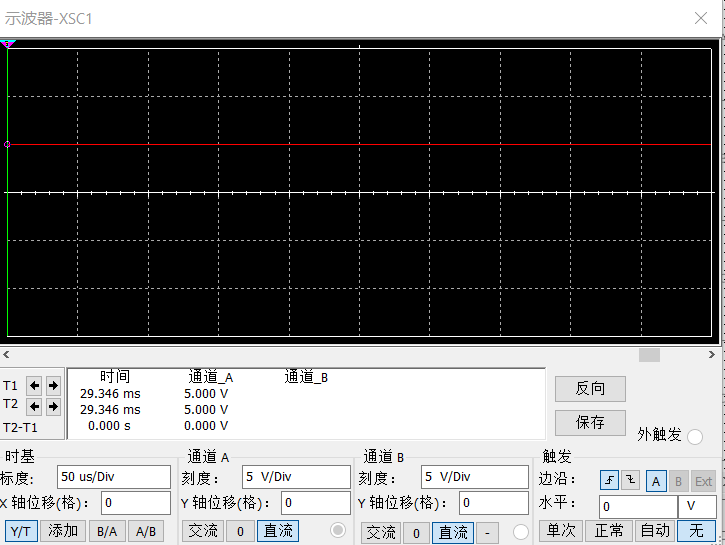 示波器-XSC1
时间 通道_A 通道_B
T1 29.346 ms 5.000 V
T2 29.346 ms 5.000 V
T2-T1 0.000 s 0.000 V
反向
保存
外触发
时基 通道 A 通道 B 触发
标度: 50 us/Div 刻度: 5 V/Div 刻度: 5 V/Div 边沿: A B Ext
X 轴位移(格): 0 Y 轴位移(格): 0 Y 轴位移(格): 0 水平: 0 V
Y/T 添加 B/A A/B 交流 0 直流 交流 0 直流 - 单次 正常 自动 无